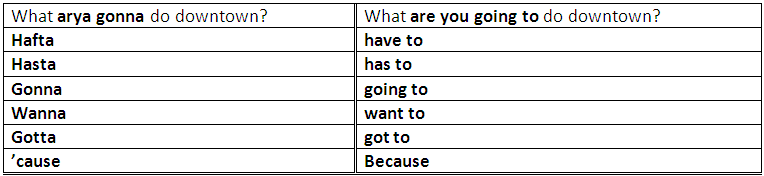 What arya gonna do downtown? What are you going to do downtown?
Hafta have to
Hasta has to
Gonna going to
Wanna want to
Gotta got to
’cause Because